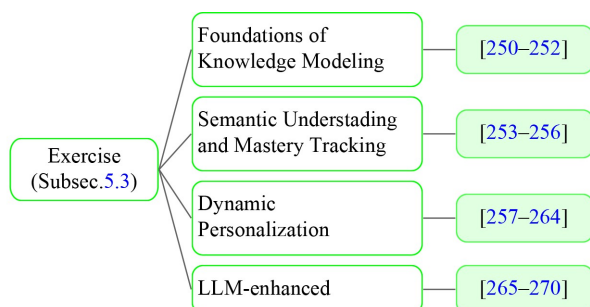 Foundations of
Knowledge Modeling
[250–252]
Semantic Understading
and Mastery Tracking
[253–256]
Exercise
(Subsec.5.3)
Dynamic
Personalization
[257–264]
LLM-enhanced
[265–270]